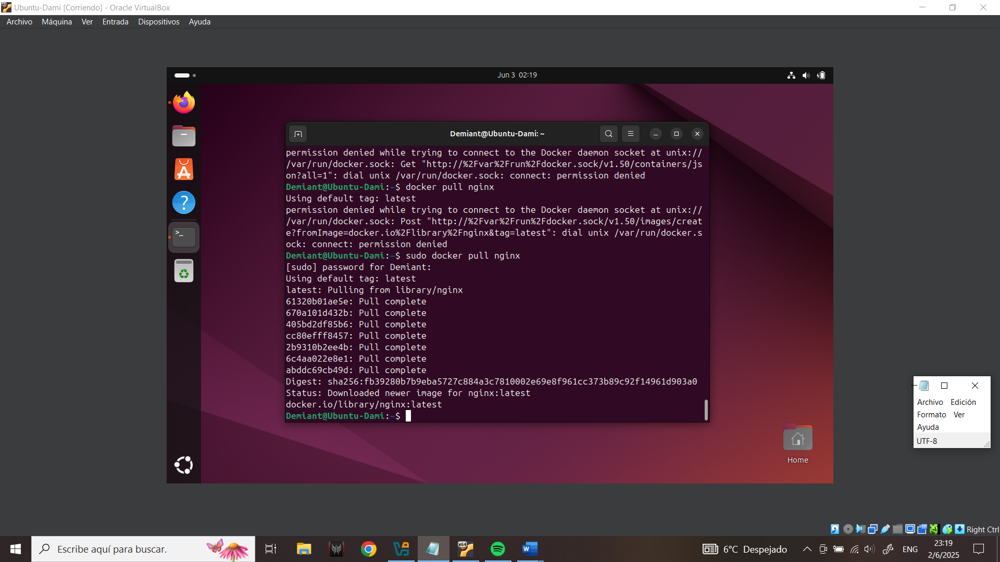 Ubuntu-Dami [Corriendo] - Oracle VirtualBox
Archivo Máquina Ver Entrada Dispositivos Ayuda
Jun 3 02:19
Demiant@Ubuntu-Dami: ~
permission denied while trying to connect to the Docker daemon socket at unix://
/var/run/docker.sock: Get "http://%2Fvar%2Frun%2Fdocker.sock/v1.50/containers/js
on?all=1": dial unix /var/run/docker.sock: connect: permission denied
Demiant@Ubuntu-Dami:~$ docker pull nginx
Using default tag: latest
permission denied while trying to connect to the Docker daemon socket at unix://
/var/run/docker.sock: Post "http://%2Fvar%2Frun%2Fdocker.sock/v1.50/images/creat
e?fromImage=docker.io%2Flibrary%2Fnginx&tag=latest": dial unix /var/run/docker.s
ock: connect: permission denied
Demiant@Ubuntu-Dami:~$ sudo docker pull nginx
[sudo] password for Demiant:
Using default tag: latest
latest: Pulling from library/nginx
61320b01ae5e: Pull complete
670a101d432b: Pull complete
405bd2df85b6: Pull complete
cc80efff8457: Pull complete
2b9310b2ee4b: Pull complete
6c4aa022e8e1: Pull complete
abddc69cb49d: Pull complete
Digest: sha256:fb39280b7b9eba5727c884a3c7810002e69e8f961cc373b89c92f14961d903a0
Status: Downloaded newer image for nginx:latest
docker.io/library/nginx:latest
Demiant@Ubuntu-Dami:~$
Home
Archivo Edición
Formato Ver
Ayuda
UTF-8
Right Ctrl
Escribe aquí para buscar.
6°C Despejado
ENG
23:19
2/6/2025